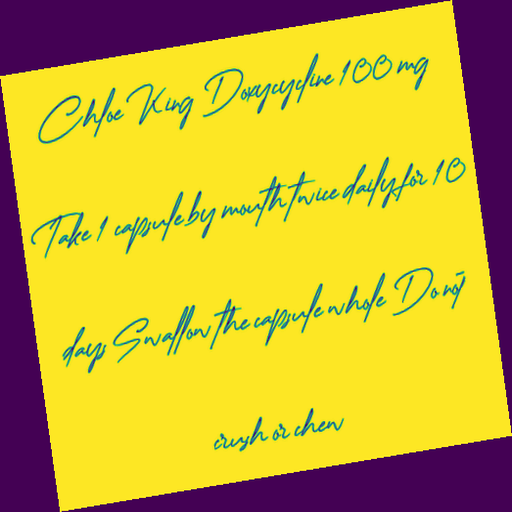 Chloe King Doxycycline 100 mg
Take 1 capsule by mouth twice daily for 10
days Swallow the capsule whole Do not
crush or chew